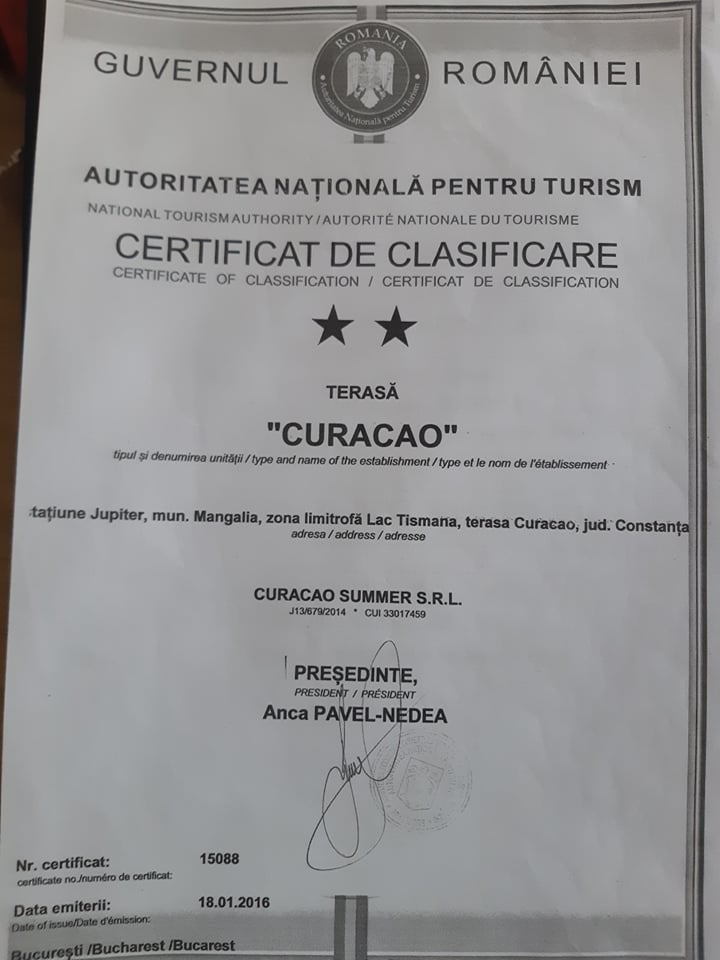 GUVERNUL ROMÂNIEI
ROMANIA
Autoritatea Națională pentru Turism
AUTORITATEA NAȚIONALĂ PENTRU TURISM
NATIONAL TOURISM AUTHORITY / AUTORITÉ NATIONALE DU TOURISME
CERTIFICAT DE CLASIFICARE
CERTIFICATE OF CLASSIFICATION / CERTIFICAT DE CLASSIFICATION
TERASĂ
"CURACAO"
tipul și denumirea unității / type and name of the establishment / type et le nom de l'établissement
tațiune Jupiter, mun. Mangalia, zona limitrofă Lac Tismana, terasa Curacao, jud. Constanța
adresa / address / adresse
CURACAO SUMMER S.R.L.
J13/679/2014 * CUI 33017459
PREȘEDINTE,
PRESIDENT / PRÉSIDENT
Anca PAVEL-NEDEA
Nr. certificat: 15088
certificate no./numéro de certificat:
Data emiterii: 18.01.2016
Date of issue/Date d'émission:
București /Bucharest /Bucarest